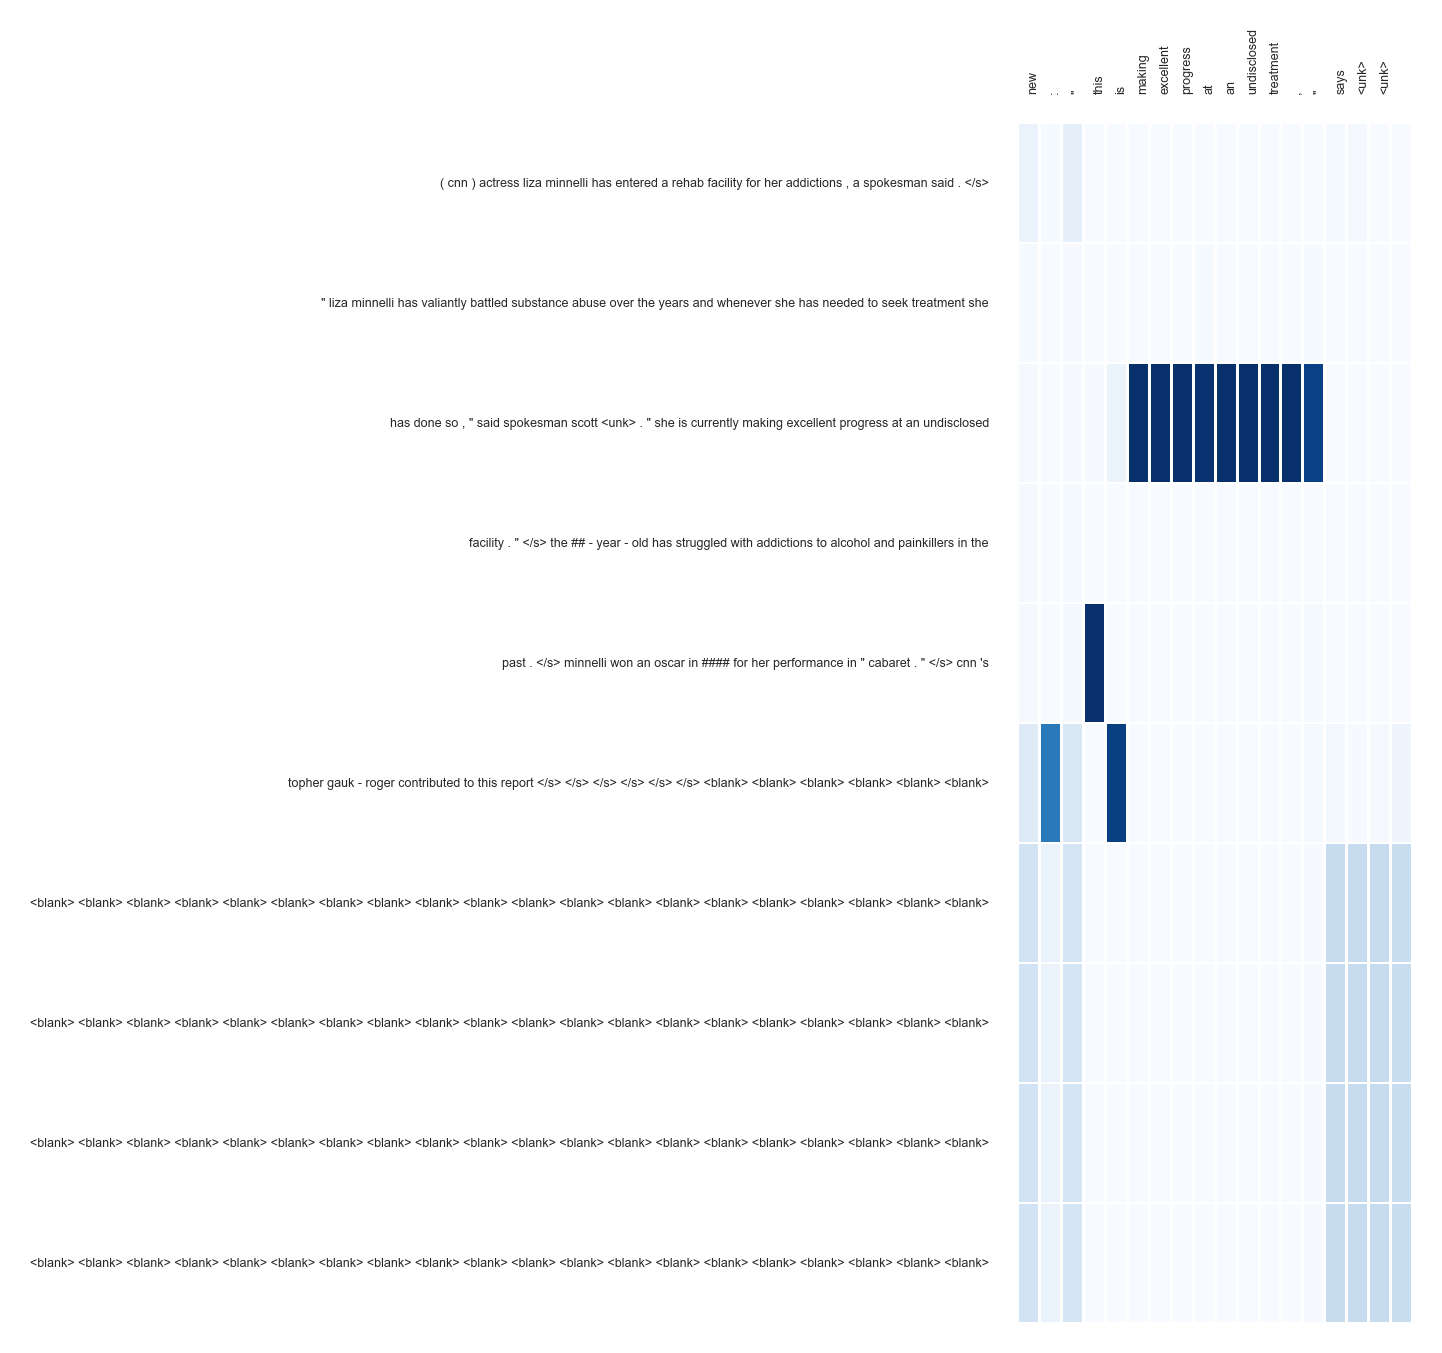 new : " this is making excellent progress at an undisclosed treatment , " says <unk> <unk>
( cnn ) actress liza minnelli has entered a rehab facility for her addictions , a spokesman said . </s>
" liza minnelli has valiantly battled substance abuse over the years and whenever she has needed to seek treatment she
has done so , " said spokesman scott <unk> . " she is currently making excellent progress at an undisclosed
facility . " </s> the ## - year - old has struggled with addictions to alcohol and painkillers in the
past . </s> minnelli won an oscar in #### for her performance in " cabaret . " </s> cnn 's
topher gauk - roger contributed to this report </s> </s> </s> </s> </s> </s> <blank> <blank> <blank> <blank> <blank> <blank>
<blank> <blank> <blank> <blank> <blank> <blank> <blank> <blank> <blank> <blank> <blank> <blank> <blank> <blank> <blank> <blank> <blank> <blank> <blank> <blank>
<blank> <blank> <blank> <blank> <blank> <blank> <blank> <blank> <blank> <blank> <blank> <blank> <blank> <blank> <blank> <blank> <blank> <blank> <blank> <blank>
<blank> <blank> <blank> <blank> <blank> <blank> <blank> <blank> <blank> <blank> <blank> <blank> <blank> <blank> <blank> <blank> <blank> <blank> <blank> <blank>
<blank> <blank> <blank> <blank> <blank> <blank> <blank> <blank> <blank> <blank> <blank> <blank> <blank> <blank> <blank> <blank> <blank> <blank> <blank> <blank>